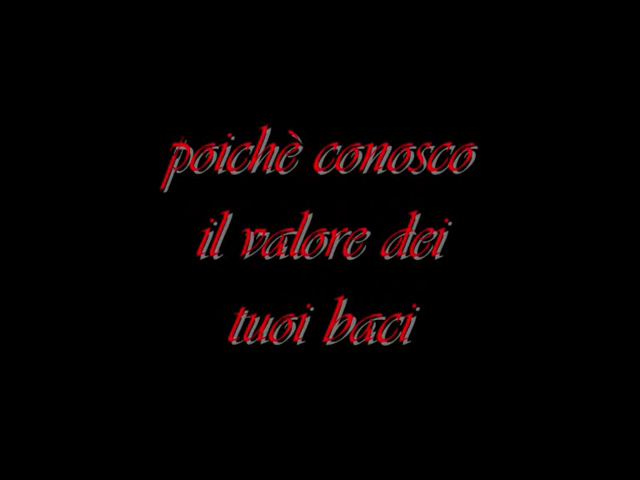 poichè conosco
il valore dei
tuoi baci